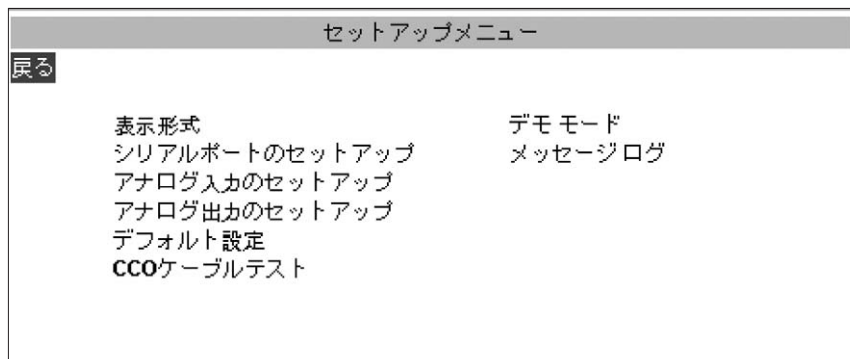 セットアップメニュー
戻る
表示形式
シリアルポートのセットアップ
アナログ入力のセットアップ
アナログ出力のセットアップ
デフォルト設定
CCOケーブルテスト
デモ モード
メッセージ ログ